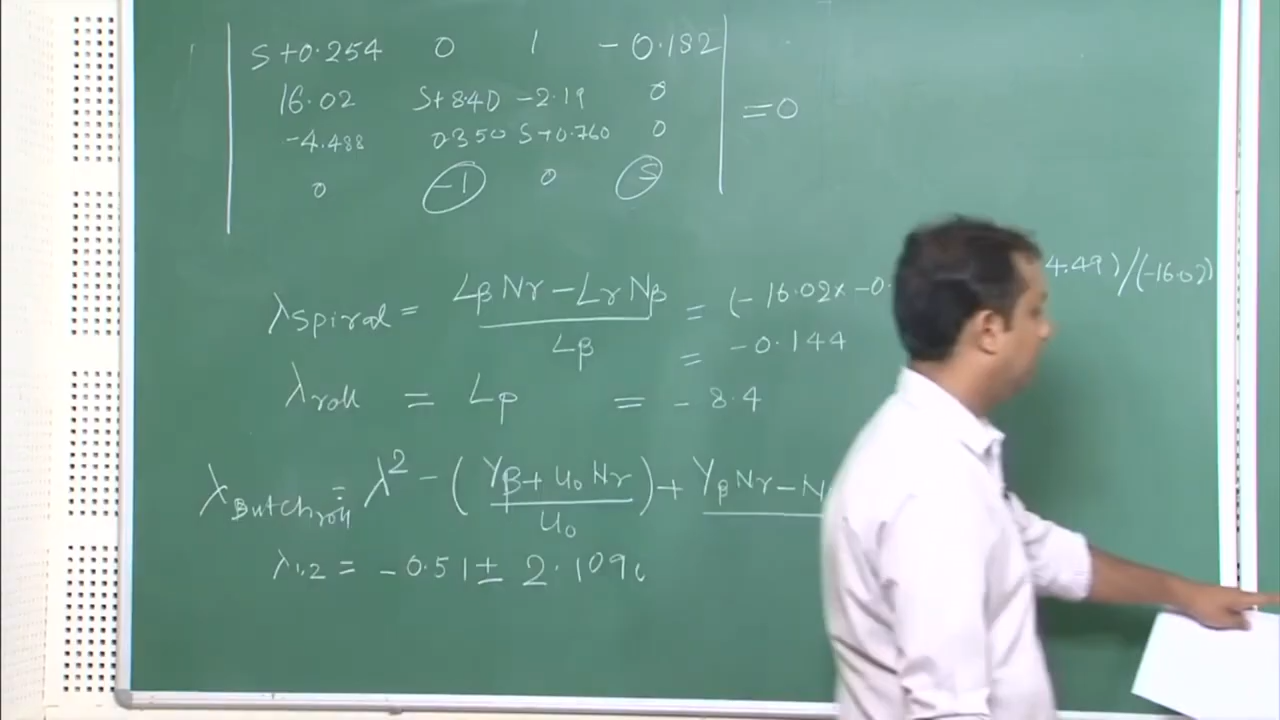 | S+0.254 0 1 -0.182 |
| 16.02 S+8.40 -2.19 0 | = 0
| -4.488 0.350 S+0.760 0 |
| 0 -1 0 S |
λspiral = LβNr - LrNβ / Lβ = (-16.02x -0. 4.49)/(-16.02)
= -0.144
λroll = Lp = -8.4
λDutchroll = λ² - (Yβ + u0 Nr / u0) + YβNr - N
λ1,2 = -0.51 ± 2.109i